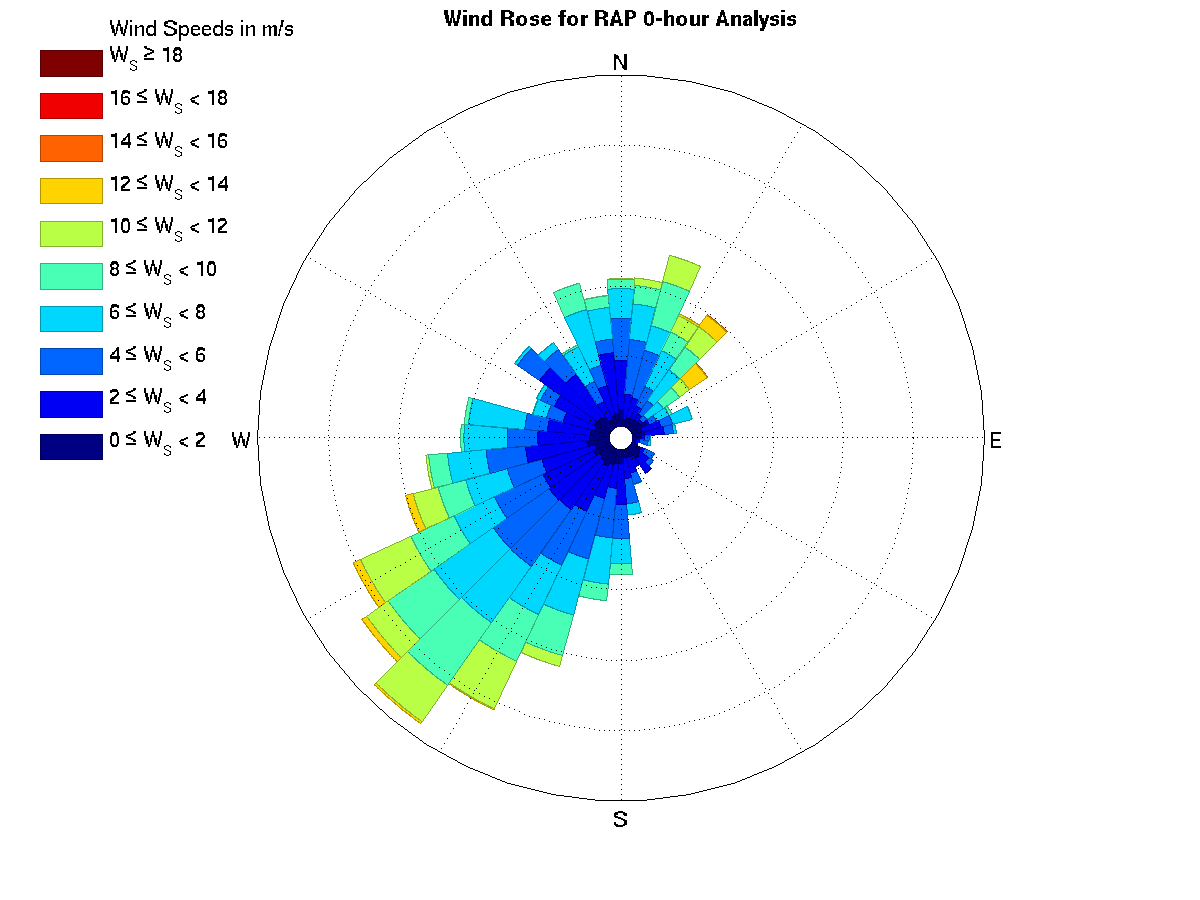 Wind Rose for RAP 0-hour Analysis
Wind Speeds in m/s
W_S ≥ 18
16 ≤ W_S < 18
14 ≤ W_S < 16
12 ≤ W_S < 14
10 ≤ W_S < 12
8 ≤ W_S < 10
6 ≤ W_S < 8
4 ≤ W_S < 6
2 ≤ W_S < 4
0 ≤ W_S < 2
N
W
E
S